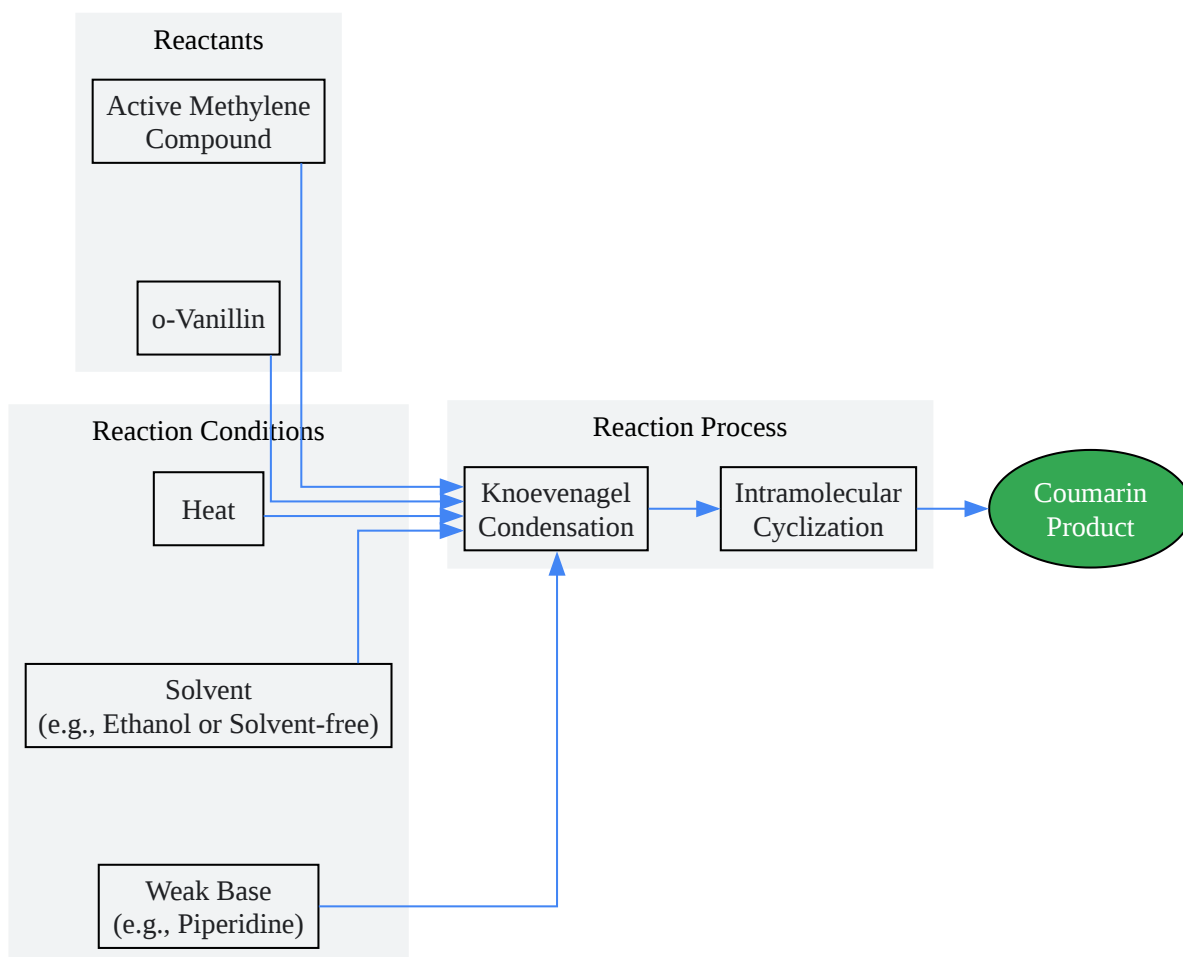 Reactants
Active Methylene
Compound
o-Vanillin
Reaction Conditions
Heat
Solvent
(e.g., Ethanol or Solvent-free)
Weak Base
(e.g., Piperidine)
Reaction Process
Knoevenagel
Condensation
Intramolecular
Cyclization
Coumarin
Product